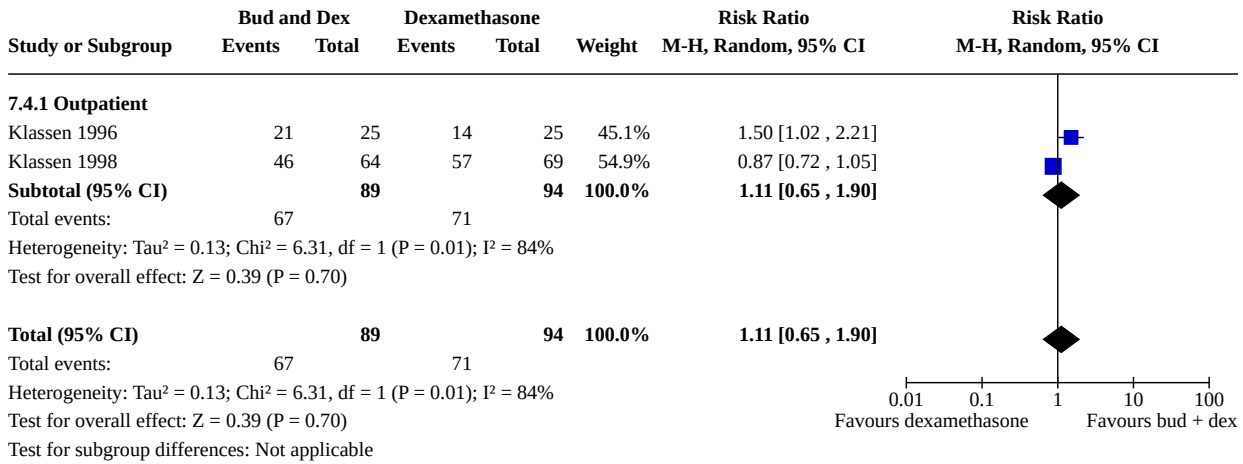 Bud and Dex Dexamethasone Risk Ratio Risk Ratio
Study or Subgroup Events Total Events Total Weight M-H, Random, 95% CI M-H, Random, 95% CI
7.4.1 Outpatient
Klassen 1996 21 25 14 25 45.1% 1.50 [1.02 , 2.21]
Klassen 1998 46 64 57 69 54.9% 0.87 [0.72 , 1.05]
Subtotal (95% CI) 89 94 100.0% 1.11 [0.65 , 1.90]
Total events: 67 71
Heterogeneity: Tau² = 0.13; Chi² = 6.31, df = 1 (P = 0.01); I² = 84%
Test for overall effect: Z = 0.39 (P = 0.70)
Total (95% CI) 89 94 100.0% 1.11 [0.65 , 1.90]
Total events: 67 71
Heterogeneity: Tau² = 0.13; Chi² = 6.31, df = 1 (P = 0.01); I² = 84%
0.01 0.1 1 10 100
Test for overall effect: Z = 0.39 (P = 0.70) Favours dexamethasone Favours bud + dex
Test for subgroup differences: Not applicable